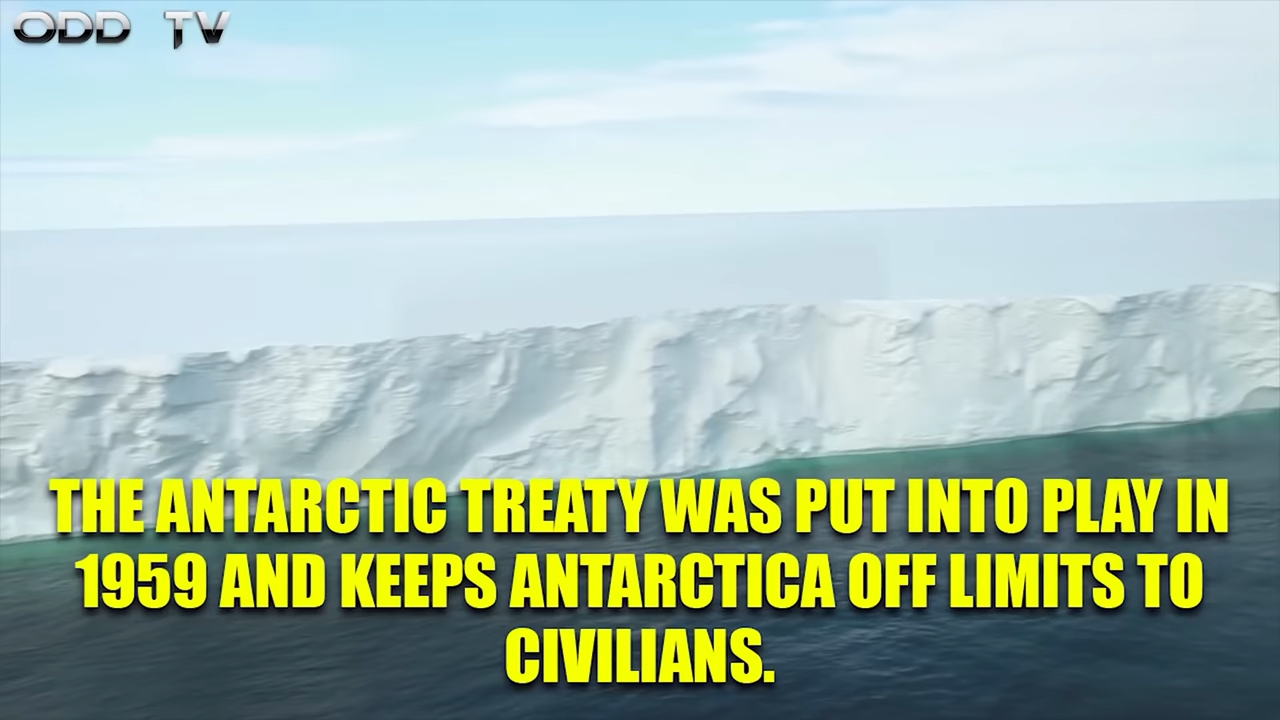 ODD TV
THE ANTARCTIC TREATY WAS PUT INTO PLAY IN
1959 AND KEEPS ANTARCTICA OFF LIMITS TO
CIVILIANS.